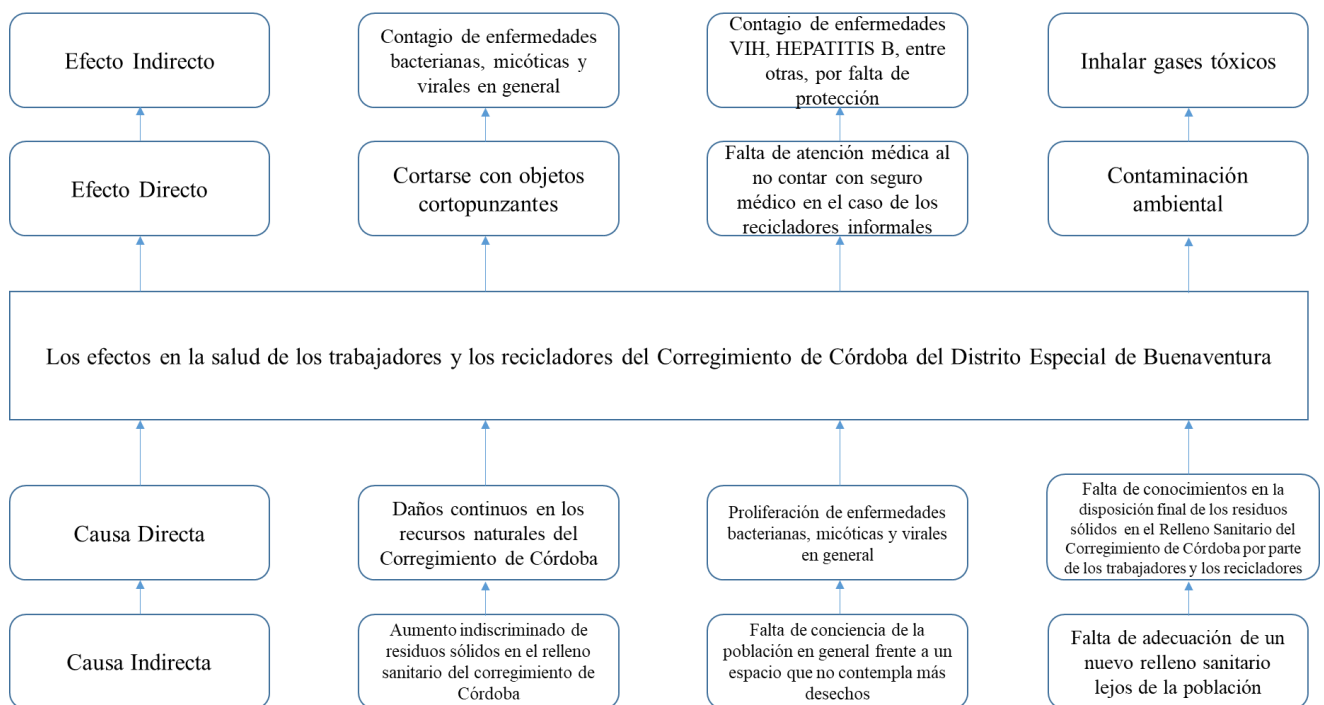 Efecto Indirecto
Contagio de enfermedades
bacterianas, micóticas y
virales en general
Contagio de enfermedades
VIH, HEPATITIS B, entre
otras, por falta de
protección
Inhalar gases tóxicos
Efecto Directo
Cortarse con objetos
cortopunzantes
Falta de atención médica al
no contar con seguro
médico en el caso de los
recicladores informales
Contaminación
ambiental
Los efectos en la salud de los trabajadores y los recicladores del Corregimiento de Córdoba del Distrito Especial de Buenaventura
Causa Directa
Daños continuos en los
recursos naturales del
Corregimiento de Córdoba
Proliferación de enfermedades
bacterianas, micóticas y virales
en general
Falta de conocimientos en la
disposición final de los residuos
sólidos en el Relleno Sanitario del
Corregimiento de Córdoba por parte
de los trabajadores y los recicladores
Causa Indirecta
Aumento indiscriminado de
residuos sólidos en el relleno
sanitario del corregimiento de
Córdoba
Falta de conciencia de la
población en general frente a un
espacio que no contempla más
desechos
Falta de adecuación de un
nuevo relleno sanitario
lejos de la población